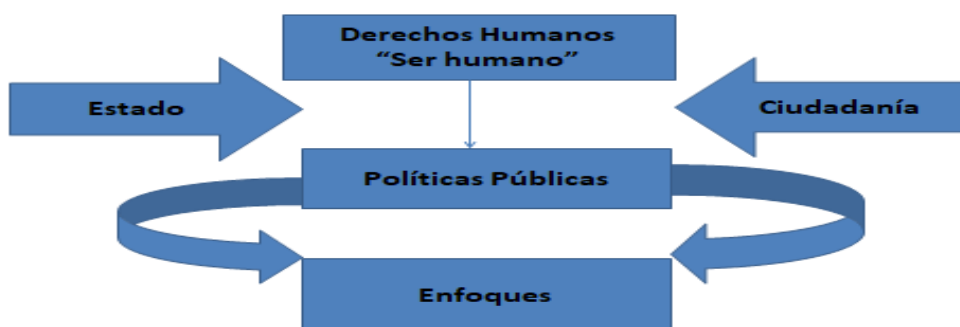 Derechos Humanos
“Ser humano”
Estado
Ciudadanía
Políticas Públicas
Enfoques